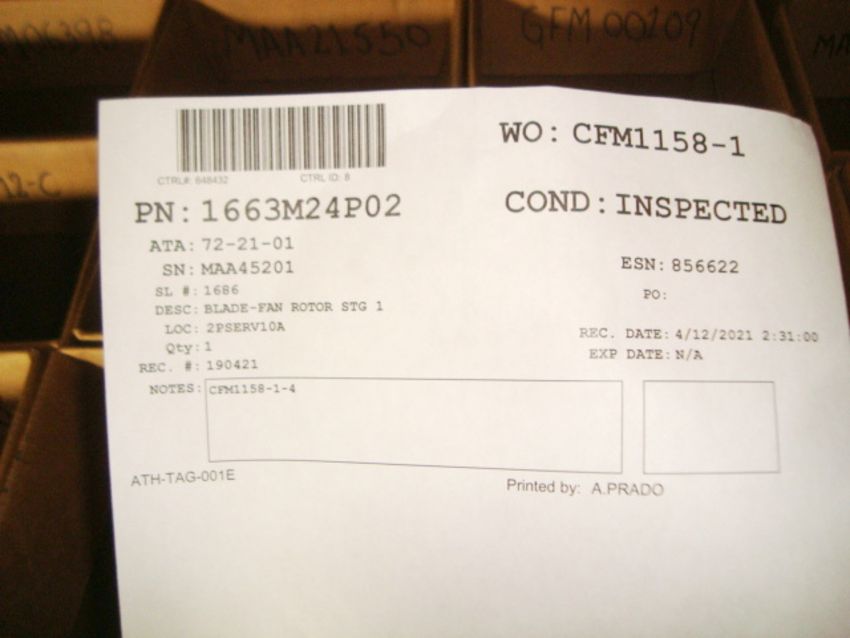 MAA21550
GFM00109
12-C
CTRL#: 848432 CTRL ID: 8
WO: CFM1158-1
PN: 1663M24P02
COND: INSPECTED
ATA: 72-21-01
SN: MAA45201
ESN: 856622
SL #: 1686
PO:
DESC: BLADE-FAN ROTOR STG 1
LOC: 2PSERV10A
REC. DATE: 4/12/2021 2:31:00
Qty: 1
EXP DATE: N/A
REC. #: 190421
NOTES: CFM1158-1-4
ATH-TAG-001E
Printed by: A.PRADO